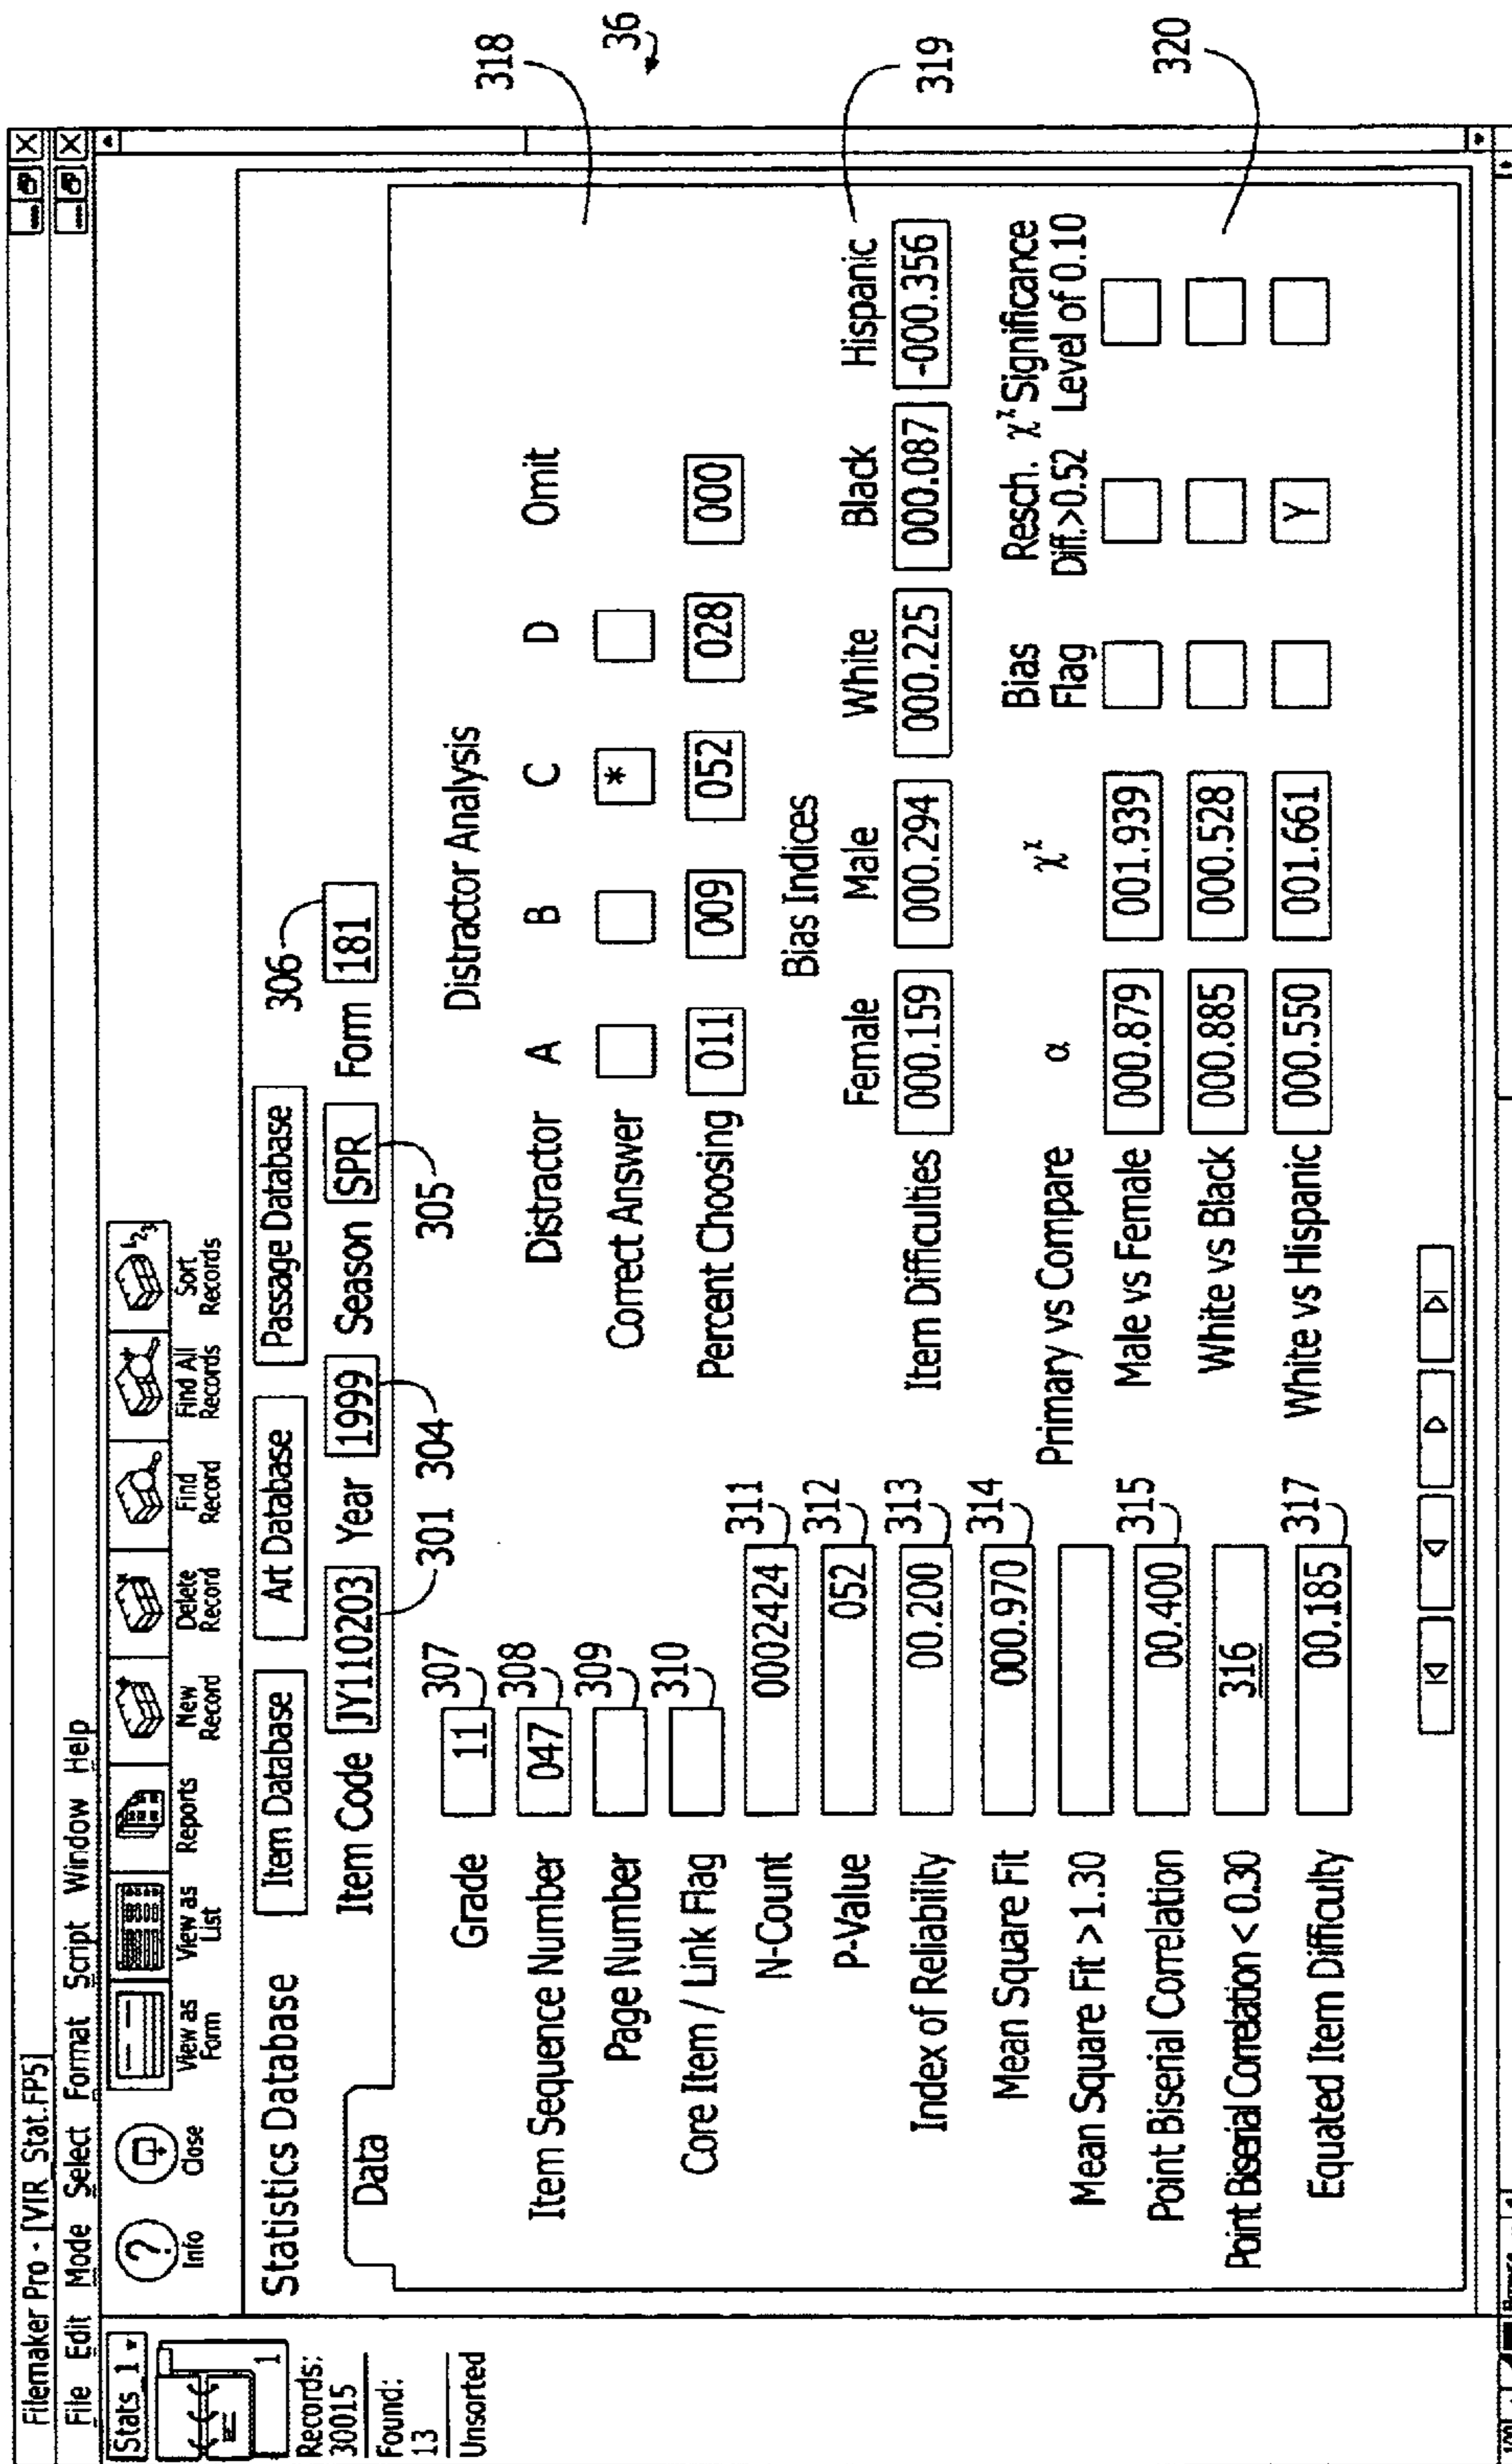 Filemaker Pro - [VIR_Stat.FP5]
File Edit Mode Select Format Script Window Help
Stats_1
Info Close View as Form View as List Reports New Record Delete Record Find Record Find All Records Sort Records
1
Records:
30015
Found:
13
Unsorted
Statistics Database Item Database Art Database Passage Database
306
Data Item Code JY110203 Year 1999 Season SPR Form 181
301 304 305
Grade 11 307
Item Sequence Number 047 308
Page Number 309
Core Item / Link Flag 310
N-Count 0002424 311
P-Value 052 312
Index of Reliability 00.200 313
Mean Square Fit 000.970 314
Mean Square Fit >1.30
Point Biserial Correlation 00.400 315
Point Biserial Correlation < 0.30 316
Equated Item Difficulty 00.185 317
Distractor Analysis
Distractor A B C D Omit
Correct Answer *
Percent Choosing 011 009 052 028 000
Bias Indices
Female Male White Black Hispanic
Item Difficulties 000.159 000.294 000.225 000.087 -000.356
Primary vs Compare α χ² Bias Flag Resch. Diff.>0.52 χ² Significance Level of 0.10
Male vs Female 000.879 001.939
White vs Black 000.885 000.528
White vs Hispanic 000.550 001.661 Y
318
36
319
320
100